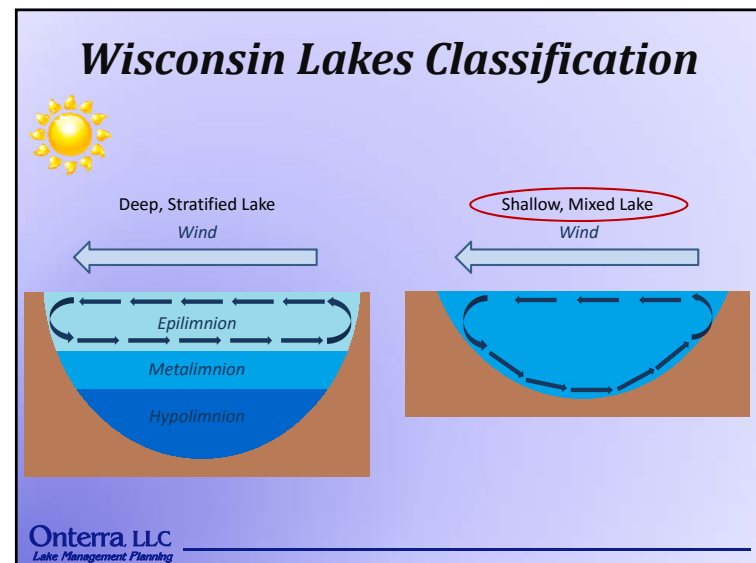 Wisconsin Lakes Classification
Deep, Stratified Lake
Wind
Epilimnion
Metalimnion
Hypolimnion
Shallow, Mixed Lake
Wind
Onterra, LLC
Lake Management Planning